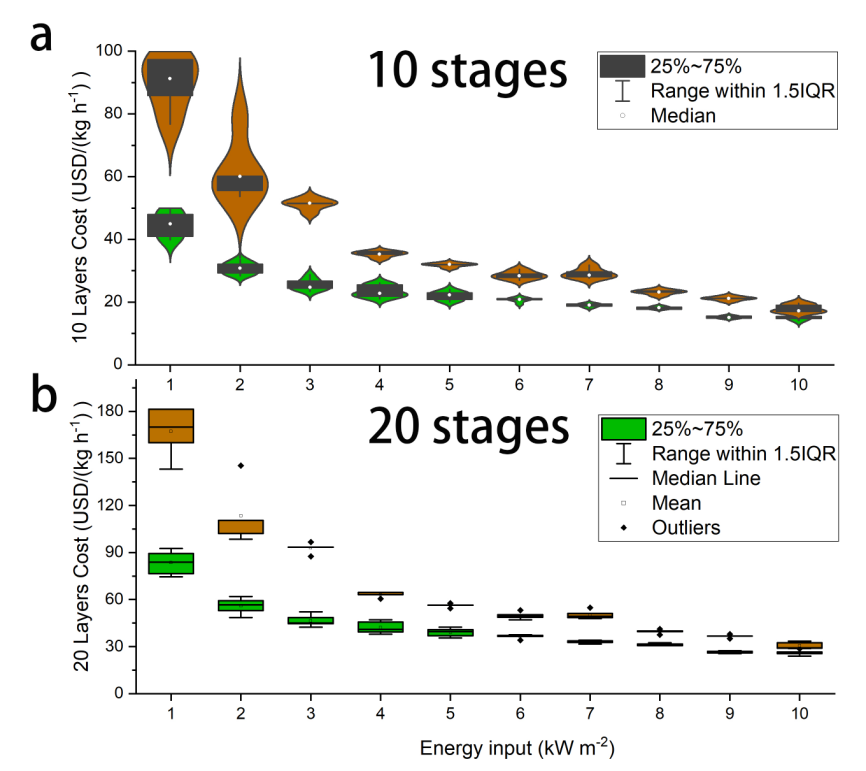 a
10 stages
10 Layers Cost (USD/(kg h⁻¹) )
100
80
60
40
20
0
25%~75%
Range within 1.5IQR
Median
1 2 3 4 5 6 7 8 9 10
b
20 stages
20 Layers Cost (USD/(kg h⁻¹) )
180
150
120
90
60
30
0
25%~75%
Range within 1.5IQR
Median Line
Mean
Outliers
1 2 3 4 5 6 7 8 9 10
Energy input (kW m⁻²)